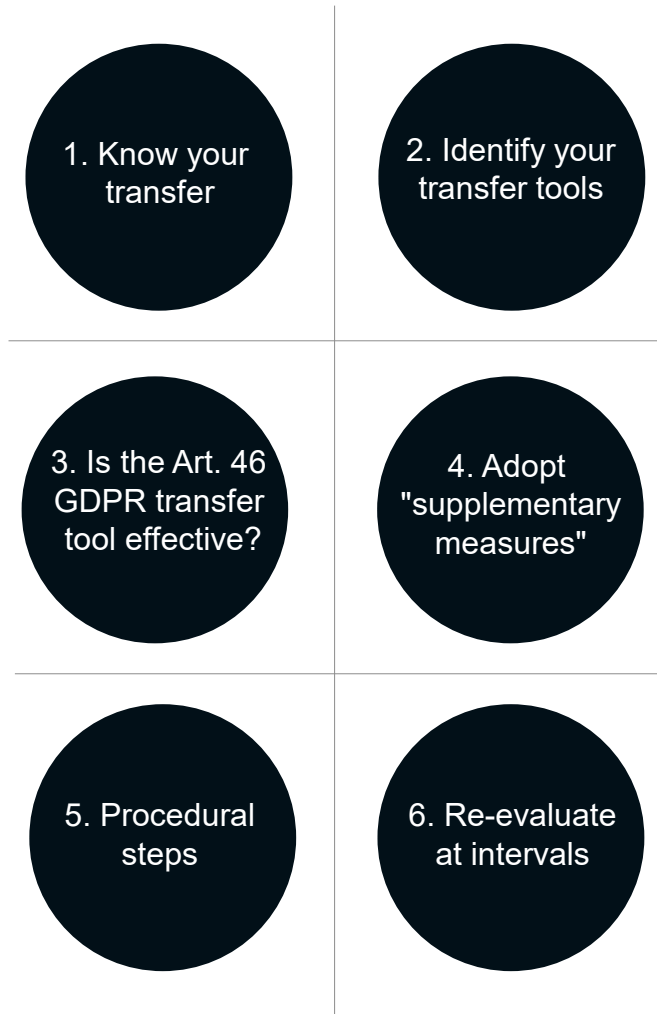 1. Know your
transfer
2. Identify your
transfer tools
3. Is the Art. 46
GDPR transfer
tool effective?
4. Adopt
"supplementary
measures"
5. Procedural
steps
6. Re-evaluate
at intervals